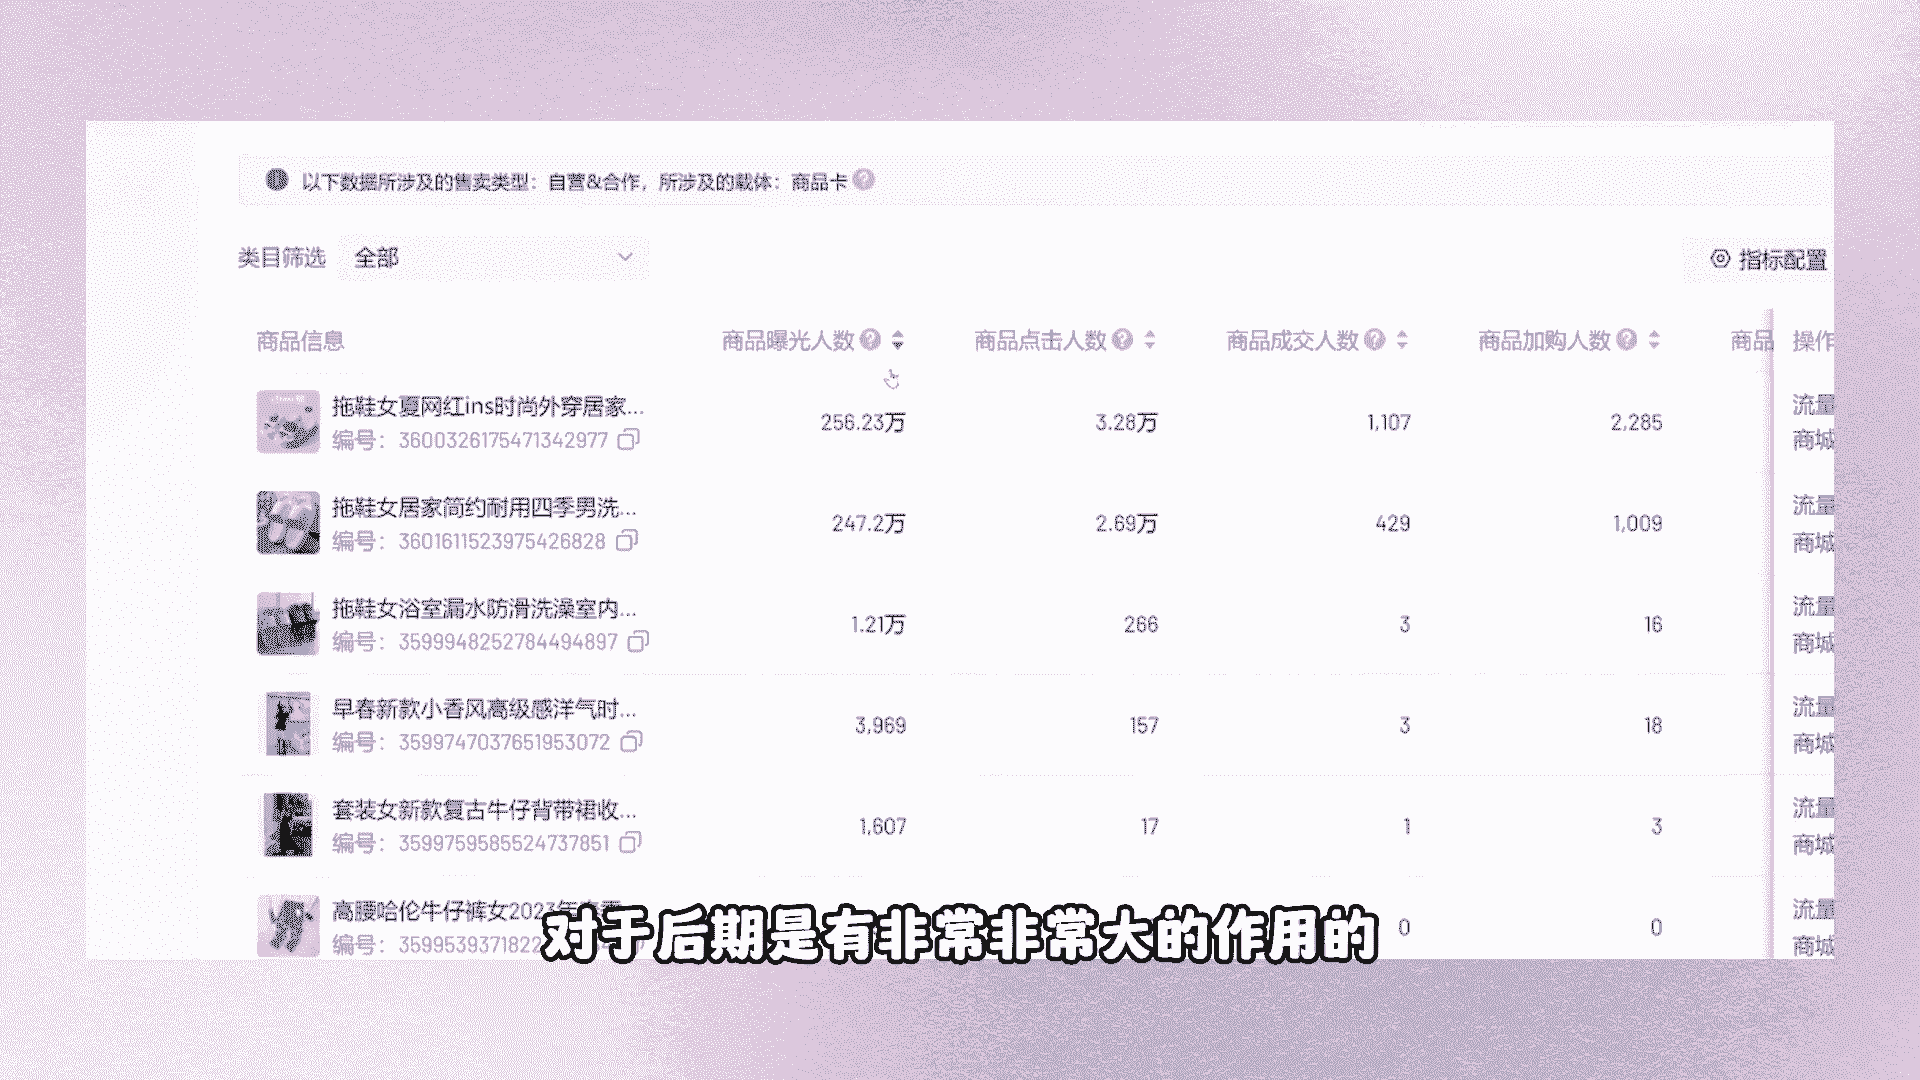 以下数据所涉及的售卖类型：自营&合作，所涉及的载体：商品卡
类目筛选 全部
指标配置
商品信息 商品曝光人数 商品点击人数 商品成交人数 商品加购人数 商品 操作
拖鞋女夏网红ins时尚外穿居家...
编号：3600326175471342977
256.23万 3.28万 1,107 2,285
流量
商城
拖鞋女居家简约耐用四季男洗...
编号：3601611523975426828
247.2万 2.69万 429 1,009
流量
商城
拖鞋女浴室漏水防滑洗澡室内...
编号：3599948252784494897
1.21万 266 3 16
流量
商城
早春新款小香风高级感洋气时...
编号：3599747037651953072
3,969 157 3 18
流量
商城
套装女新款复古牛仔背带裙收...
编号：3599759585524737851
1,607 17 1 3
流量
商城
高腰哈伦牛仔裤女2023
编号：3599539371822
0 0
流量
商城
对于后期是有非常非常大的作用的